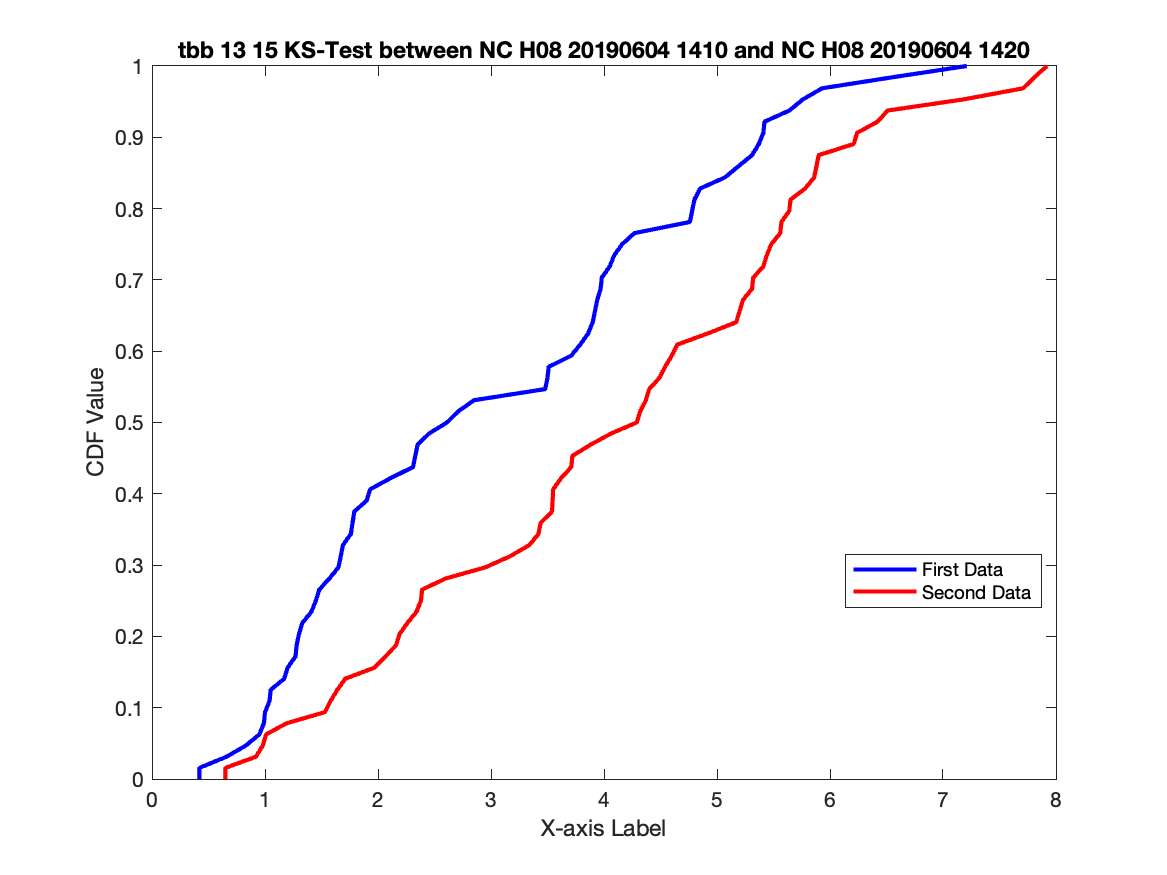 tbb 13 15 KS-Test between NC H08 20190604 1410 and NC H08 20190604 1420
1
0.9
0.8
0.7
0.6
0.5
0.4
0.3
0.2
0.1
0
CDF Value
First Data
Second Data
0 1 2 3 4 5 6 7 8
X-axis Label